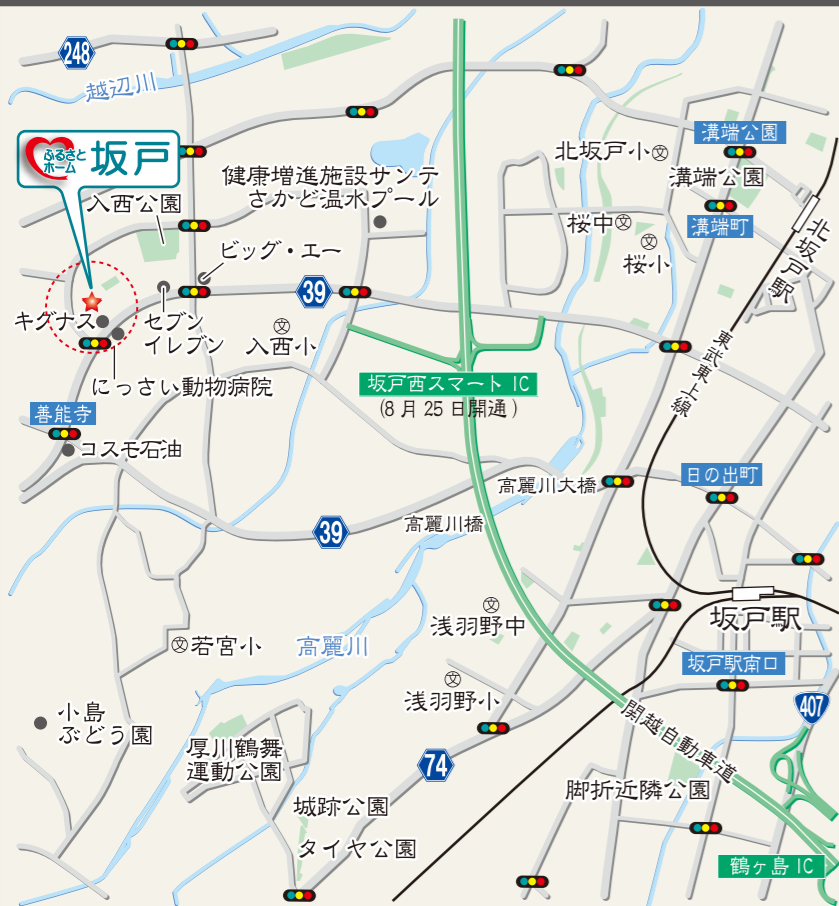 248
越辺川
ふるさと
ホーム
坂戸
溝端公園
北坂戸小
文
健康増進施設サンテ
さかど温水プール
溝端公園
入西公園
溝端町
桜中
文
北坂戸駅
ビッグ・エー
文
桜小
39
キグナス
セブン
イレブン
文
入西小
東武東上線
にっさい動物病院
坂戸西スマート IC
(8月25日開通)
善能寺
コスモ石油
日の出町
高麗川大橋
39
高麗川橋
文
浅羽野中
坂戸駅
文
若宮小
高麗川
坂戸駅南口
文
浅羽野小
407
小島
ぶどう園
関越自動車道
厚川鶴舞
運動公園
74
脚折近隣公園
城跡公園
タイヤ公園
鶴ヶ島 IC